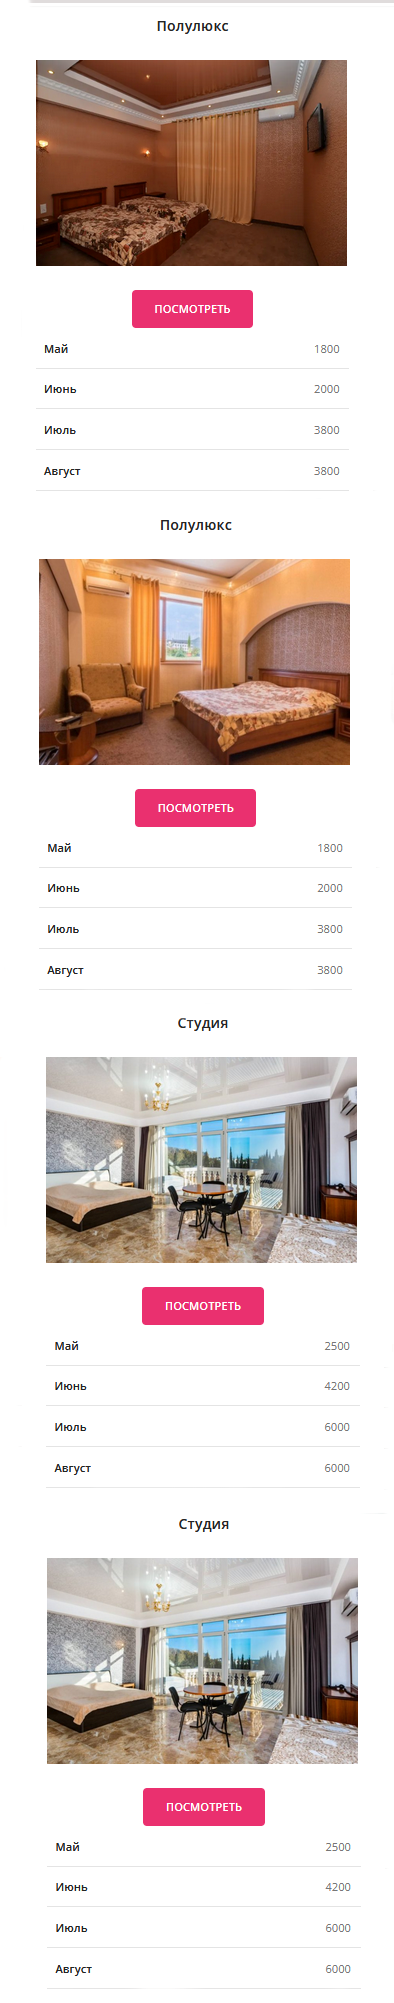 Полулюкс
ПОСМОТРЕТЬ
Май 1800
Июнь 2000
Июль 3800
Август 3800
Полулюкс
ПОСМОТРЕТЬ
Май 1800
Июнь 2000
Июль 3800
Август 3800
Студия
ПОСМОТРЕТЬ
Май 2500
Июнь 4200
Июль 6000
Август 6000
Студия
ПОСМОТРЕТЬ
Май 2500
Июнь 4200
Июль 6000
Август 6000